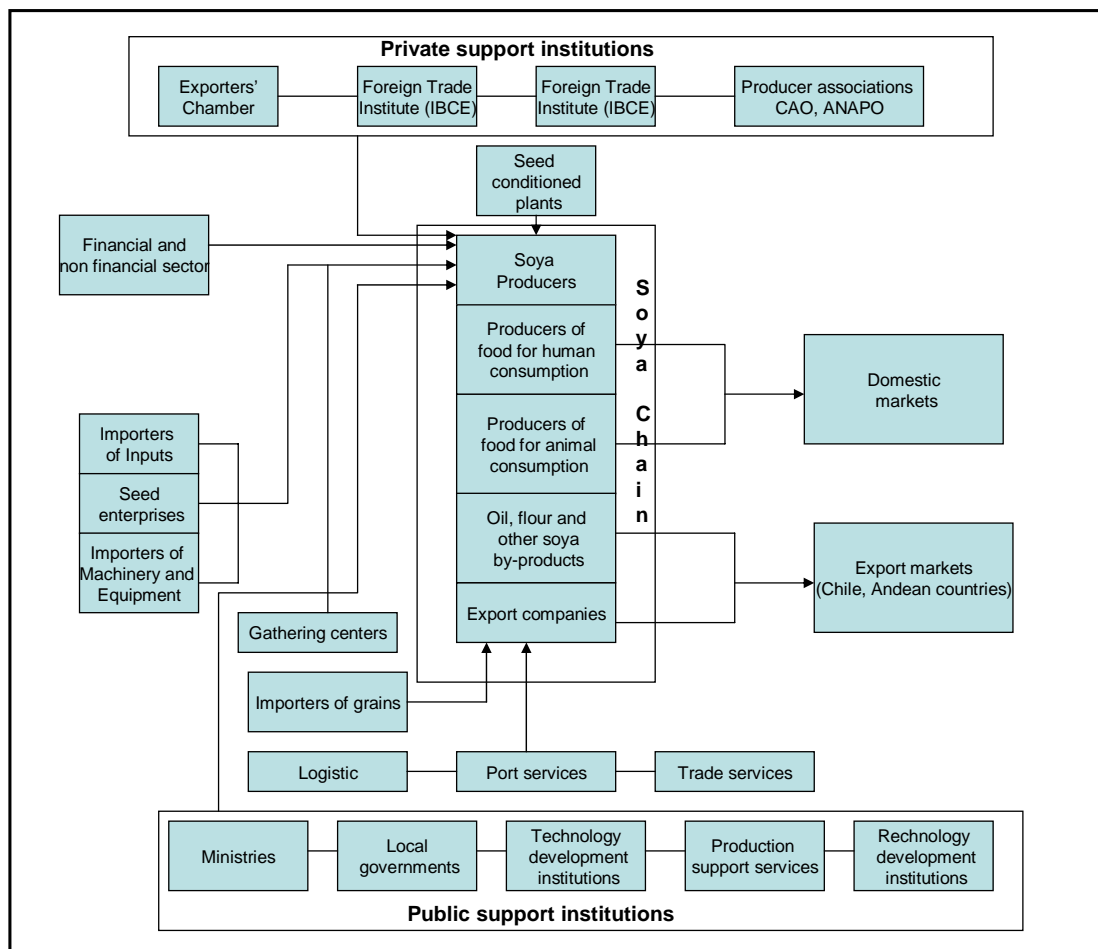 Private support institutions
Exporters'
Chamber
Foreign Trade
Institute (IBCE)
Foreign Trade
Institute (IBCE)
Producer associations
CAO, ANAPO
Seed
conditioned
plants
Financial and
non financial sector
Soya
Producers
Producers of
food for human
consumption
Producers of
food for animal
consumption
Oil, flour and
other soya
by-products
Export companies
Soya Chain
Domestic
markets
Export markets
(Chile, Andean countries)
Importers
of Inputs
Seed
enterprises
Importers of
Machinery and
Equipment
Gathering centers
Importers of grains
Logistic
Port services
Trade services
Ministries
Local
governments
Technology
development
institutions
Production
support services
Rechnology
development
institutions
Public support institutions